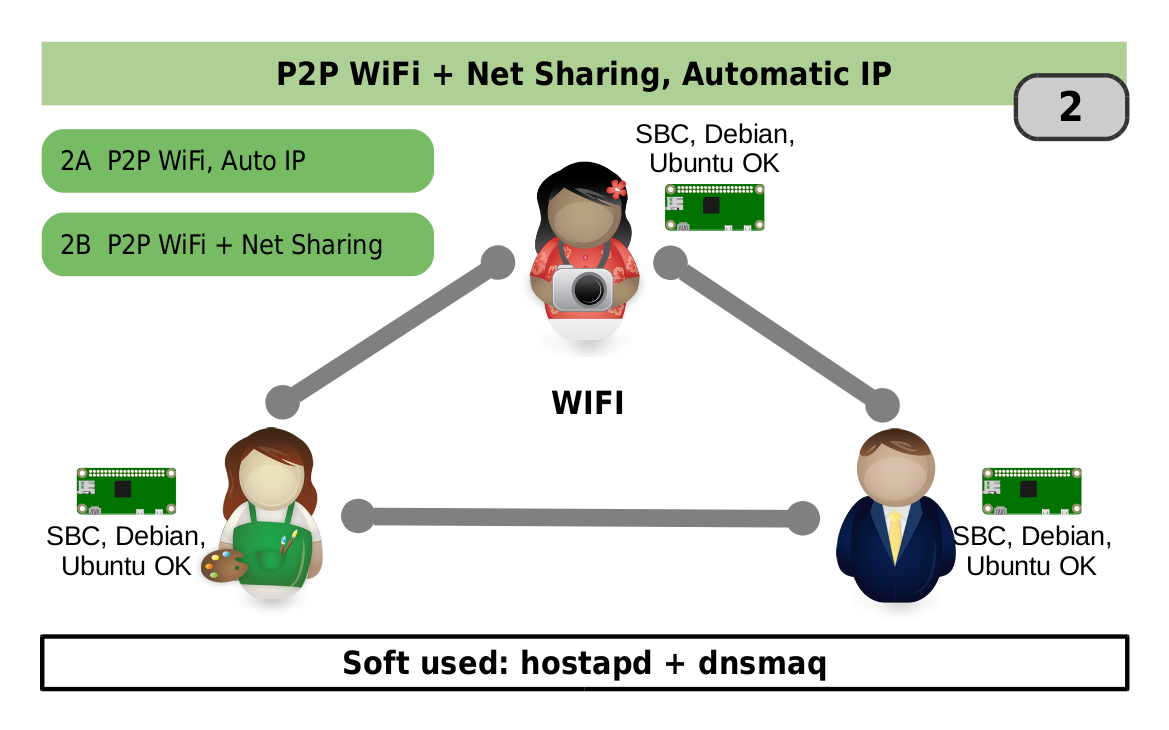 P2P WiFi + Net Sharing, Automatic IP
2
2A P2P WiFi, Auto IP
2B P2P WiFi + Net Sharing
SBC, Debian,
Ubuntu OK
WIFI
SBC, Debian,
Ubuntu OK
SBC, Debian,
Ubuntu OK
Soft used: hostapd + dnsmaq